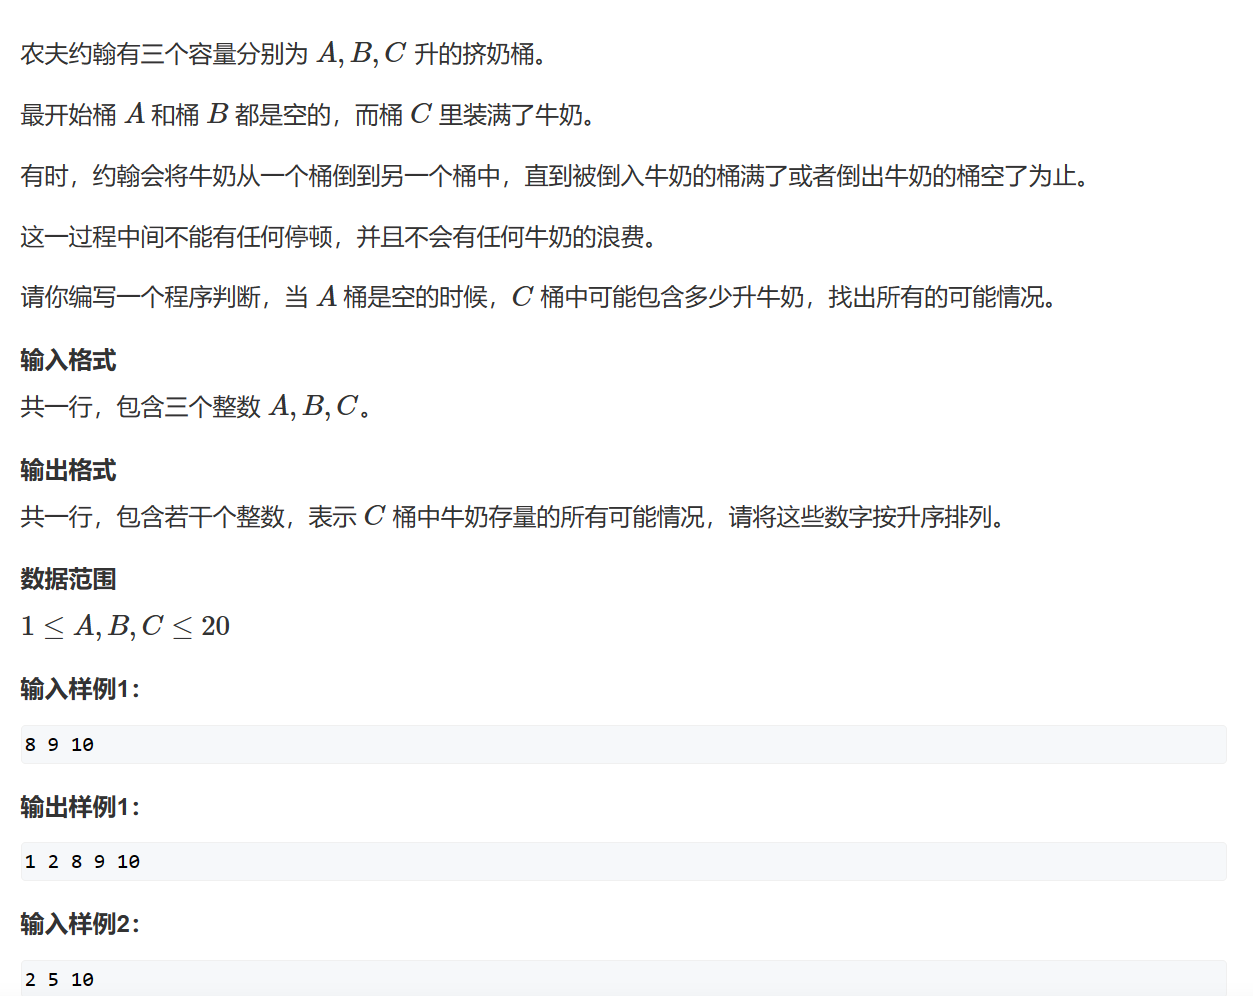 农夫约翰有三个容量分别为 A, B, C 升的挤奶桶。
最开始桶 A 和桶 B 都是空的，而桶 C 里装满了牛奶。
有时，约翰会将牛奶从一个桶倒到另一个桶中，直到被倒入牛奶的桶满了或者倒出牛奶的桶空了为止。
这一过程中间不能有任何停顿，并且不会有任何牛奶的浪费。
请你编写一个程序判断，当 A 桶是空的时候，C 桶中可能包含多少升牛奶，找出所有的可能情况。
输入格式
共一行，包含三个整数 A, B, C。
输出格式
共一行，包含若干个整数，表示 C 桶中牛奶存量的所有可能情况，请将这些数字按升序排列。
数据范围
1 ≤ A, B, C ≤ 20
输入样例1：
8 9 10
输出样例1：
1 2 8 9 10
输入样例2：
2 5 10